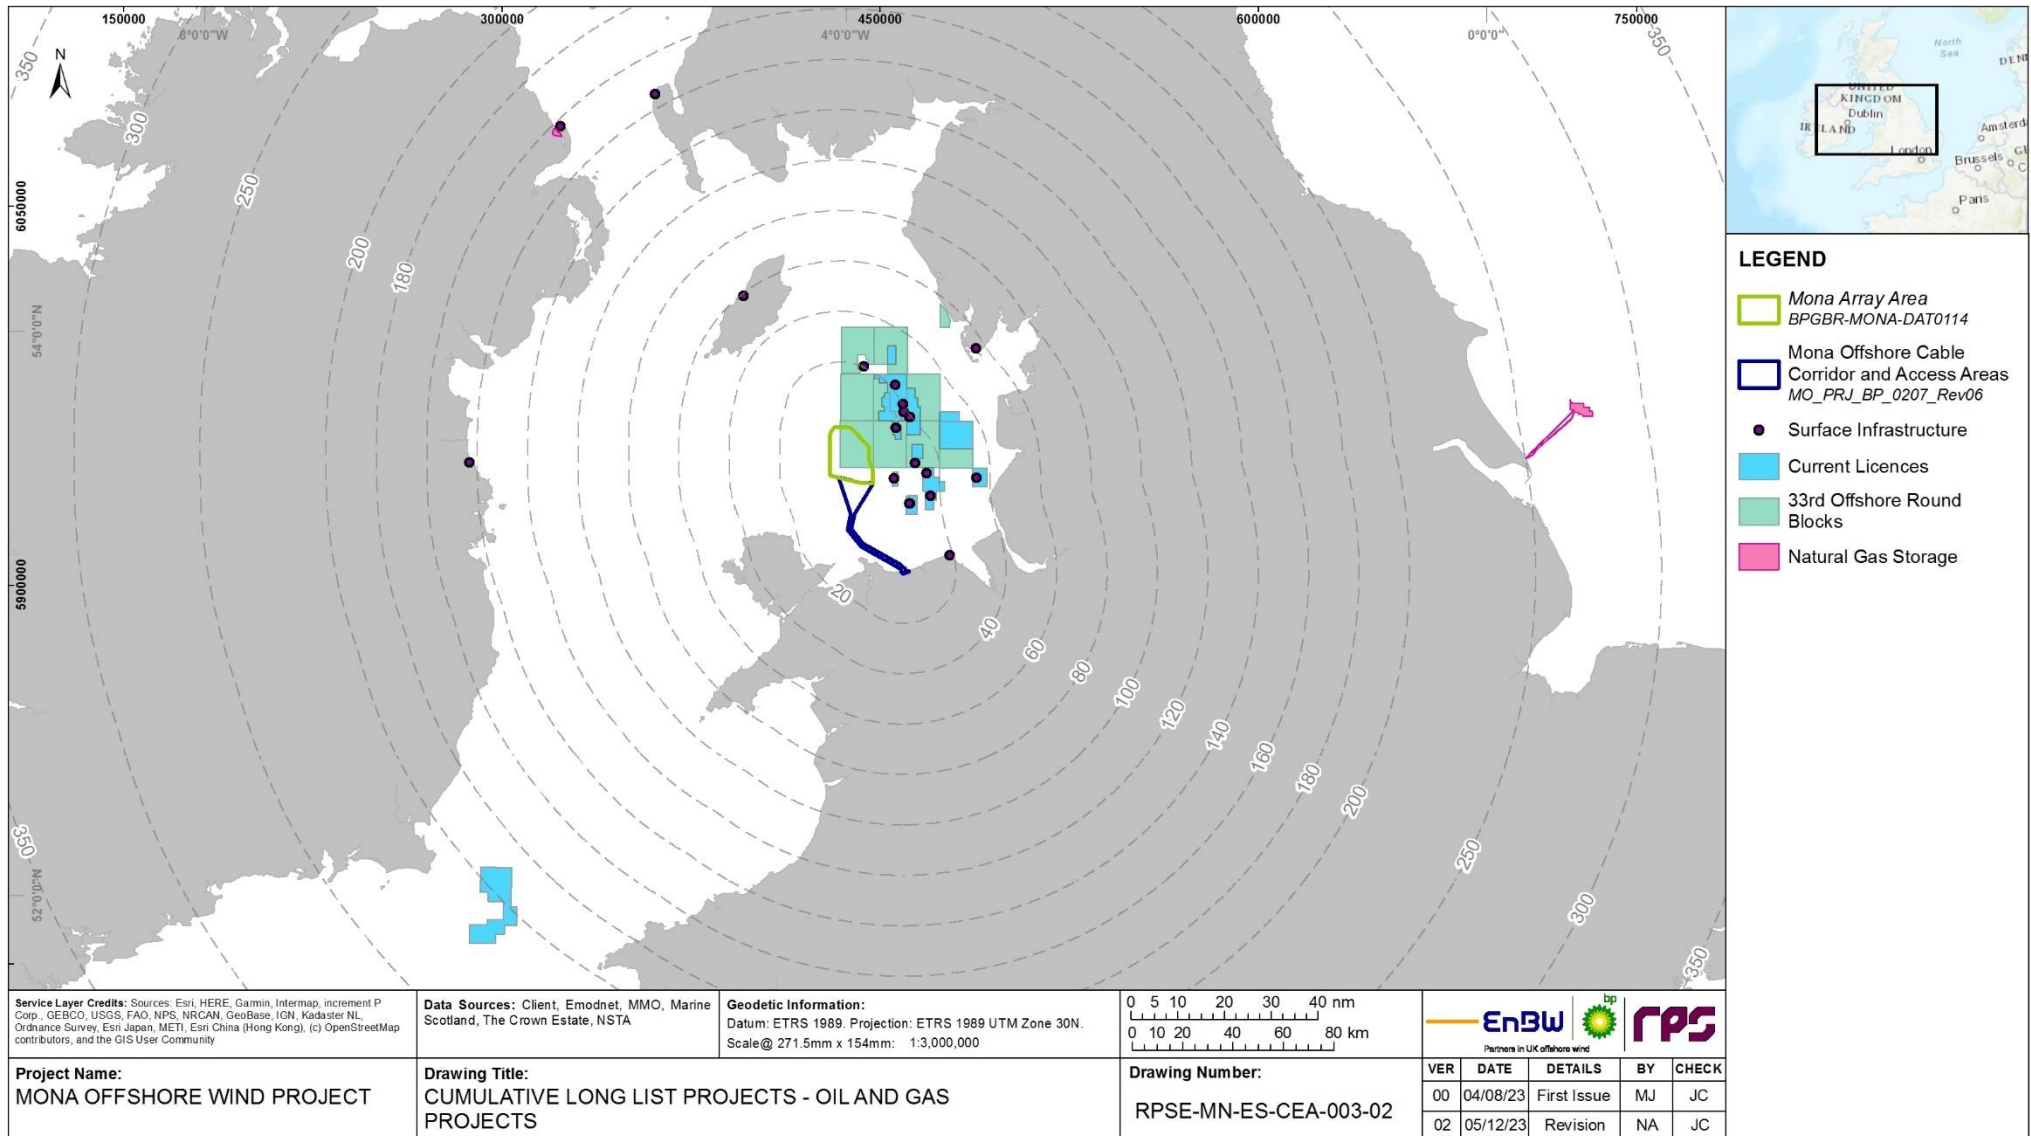 150000
300000
450000
600000
750000
8°0'0"W
4°0'0"W
0°0'0"
6050000
5900000
54°0'0"N
52°0'0"N
N
350
300
250
200
180
350
350
20
40
60
80
100
120
140
160
180
200
250
300
350
North
Sea
UNITED
KINGDOM
Dublin
IRELAND
London
Amsterd
Brussels
Paris
LEGEND
Mona Array Area
BPGBR-MONA-DAT0114
Mona Offshore Cable
Corridor and Access Areas
MO_PRJ_BP_0207_Rev06
Surface Infrastructure
Current Licences
33rd Offshore Round
Blocks
Natural Gas Storage
Service Layer Credits: Sources: Esri, HERE, Garmin, Intermap, increment P
Corp., GEBCO, USGS, FAO, NPS, NRCAN, GeoBase, IGN, Kadaster NL,
Ordnance Survey, Esri Japan, METI, Esri China (Hong Kong), (c) OpenStreetMap
contributors, and the GIS User Community
Data Sources: Client, Emodnet, MMO, Marine
Scotland, The Crown Estate, NSTA
Geodetic Information:
Datum: ETRS 1989. Projection: ETRS 1989 UTM Zone 30N.
Scale@ 271.5mm x 154mm: 1:3,000,000
0 5 10 20 30 40 nm
0 10 20 40 60 80 km
EnBW bp rps
Partners in UK offshore wind
Project Name:
MONA OFFSHORE WIND PROJECT
Drawing Title:
CUMULATIVE LONG LIST PROJECTS - OIL AND GAS
PROJECTS
Drawing Number:
RPSE-MN-ES-CEA-003-02
VER DATE DETAILS BY CHECK
00 04/08/23 First Issue MJ JC
02 05/12/23 Revision NA JC